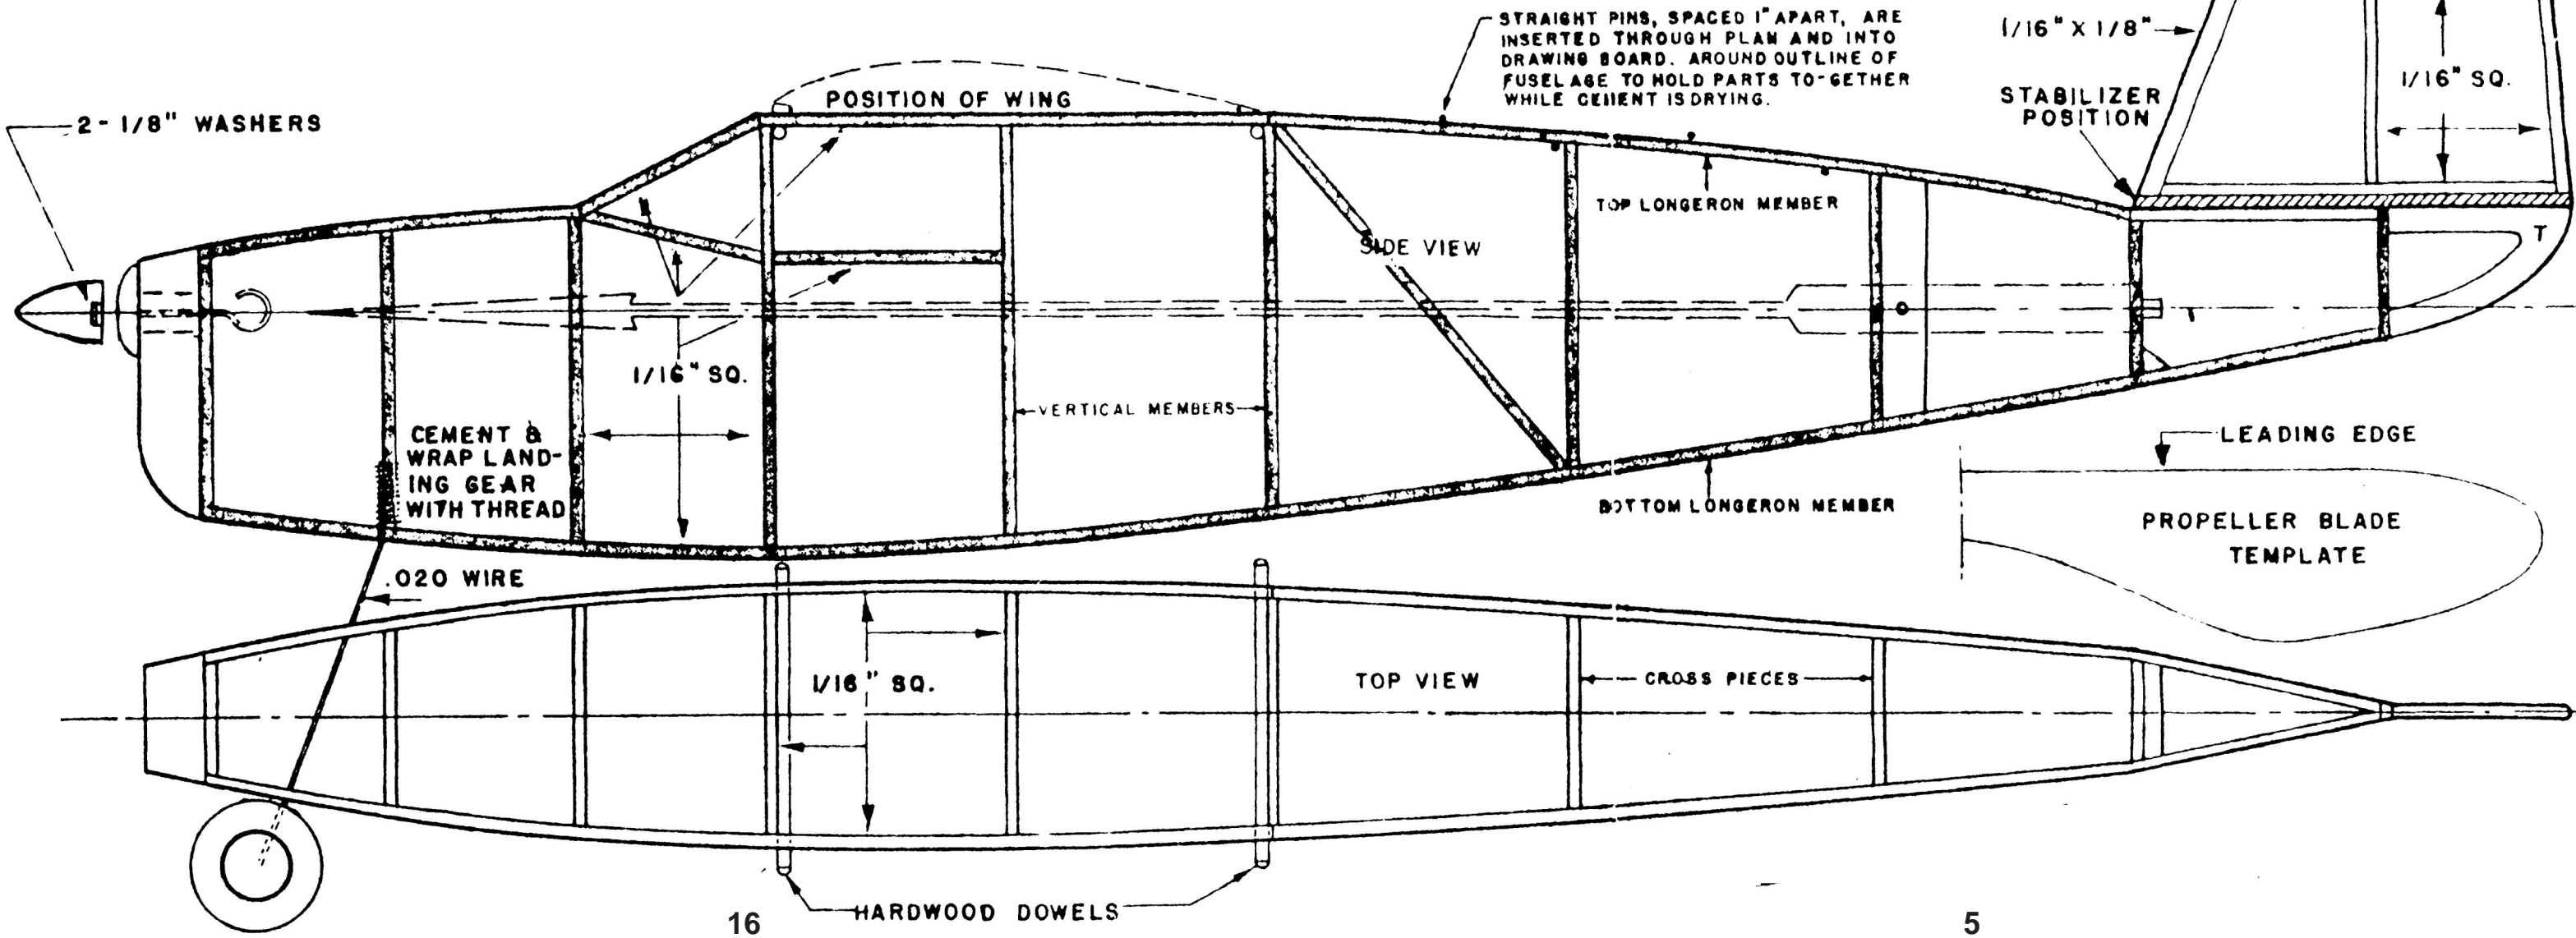 STRAIGHT PINS, SPACED 1" APART, ARE
INSERTED THROUGH PLAN AND INTO
DRAWING BOARD. AROUND OUTLINE OF
FUSELAGE TO HOLD PARTS TO-GETHER
WHILE CEMENT IS DRYING.
1/16" X 1/8"
1/16" SQ.
STABILIZER
POSITION
POSITION OF WING
2 - 1/8" WASHERS
TOP LONGERON MEMBER
SIDE VIEW
T
1/16" SQ.
VERTICAL MEMBERS
CEMENT &
WRAP LAND-
ING GEAR
WITH THREAD
LEADING EDGE
BOTTOM LONGERON MEMBER
PROPELLER BLADE
TEMPLATE
.020 WIRE
1/16" SQ.
TOP VIEW
CROSS PIECES
HARDWOOD DOWELS
16
5